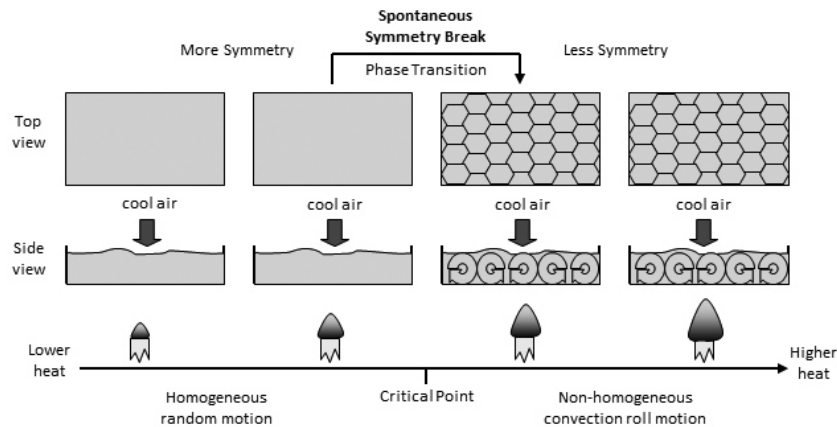 Spontaneous
Symmetry Break
More Symmetry
Less Symmetry
Phase Transition
Top
view
cool air
cool air
cool air
cool air
Side
view
Lower
heat
Higher
heat
Homogeneous
random motion
Critical Point
Non-homogeneous
convection roll motion